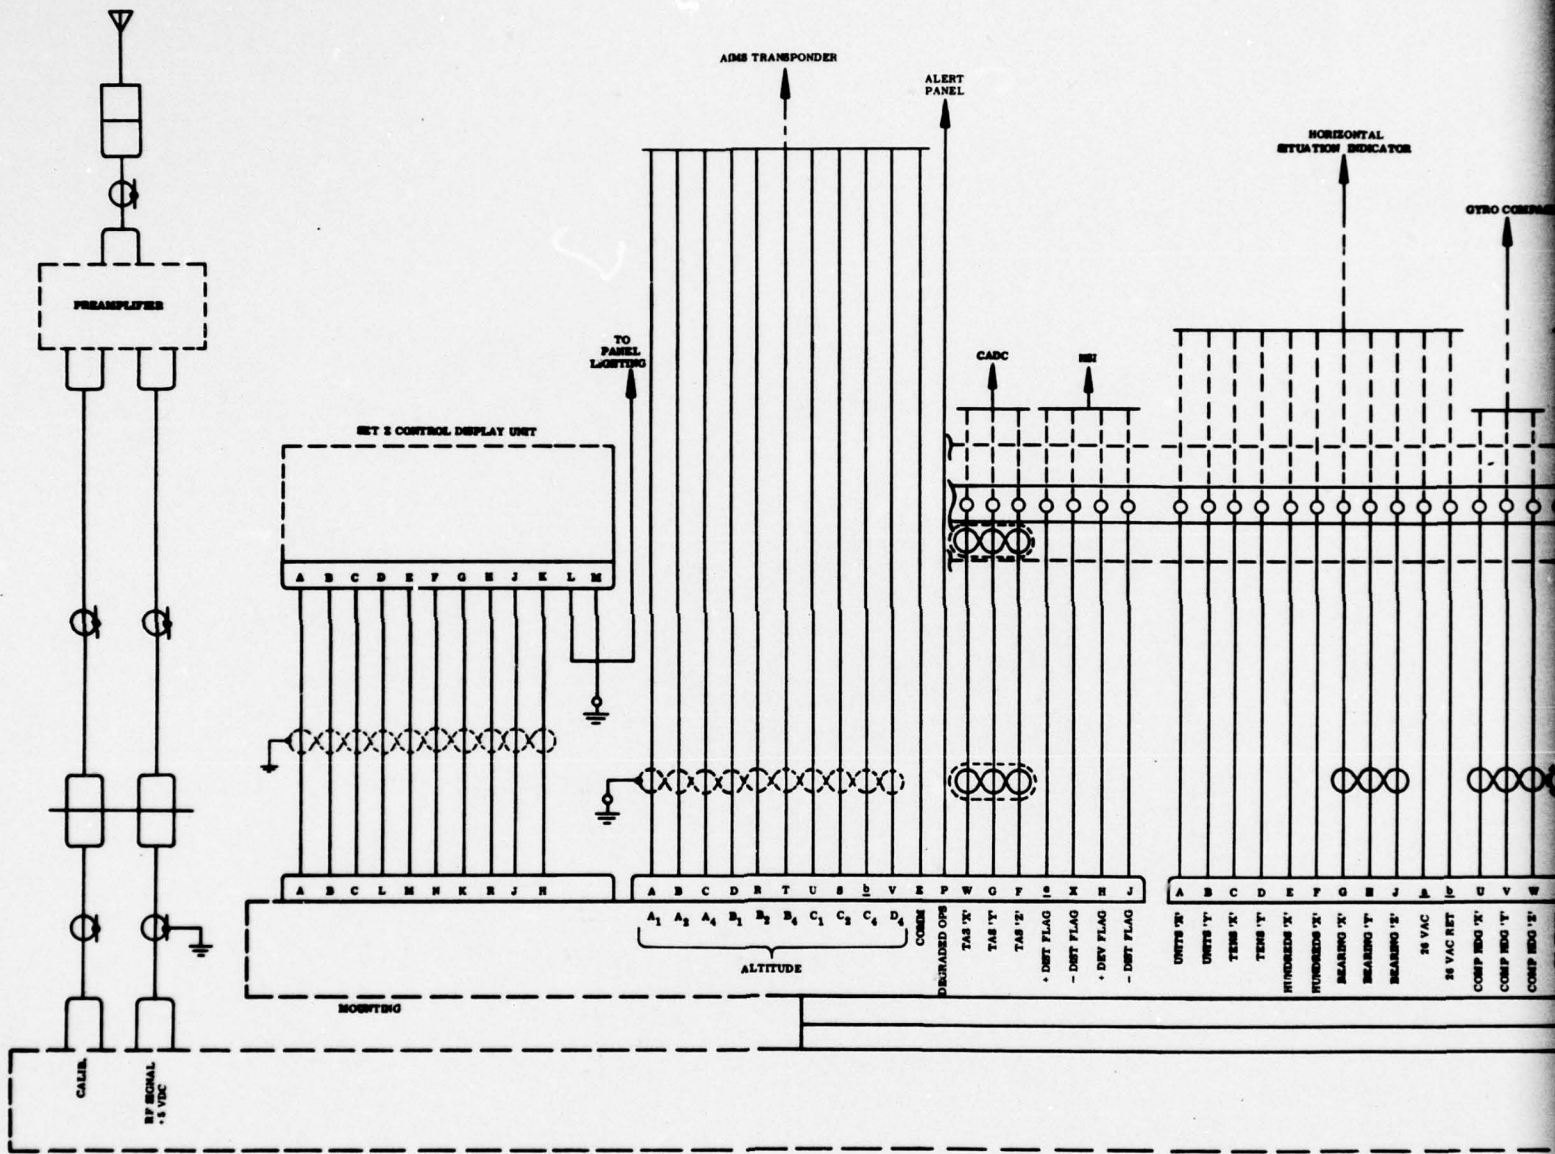 AIMS TRANSPONDER
ALERT
PANEL
HORIZONTAL
SITUATION INDICATOR
GYRO COMPASS
PREAMPLIFIER
TO
PANEL
LIGHTING
CADC
HSI
SET Z CONTROL DISPLAY UNIT
A B C D E F G H J K L M
A B C L M N K R J H
A B C D R T U S b V E P W G F e X H J
A B C D E F G H J a b U V W
A1 A2 A4 B1 B2 B4 C1 C2 C4 D4
ALTITUDE
COMM
DEGRADED OPS
TAS 'X'
TAS 'Y'
TAS 'Z'
+ DIST FLAG
- DIST FLAG
+ DEV FLAG
- DIST FLAG
UNITS 'X'
UNITS 'Y'
TENS 'X'
TENS 'Y'
HUNDREDS 'X'
HUNDREDS 'X'
BEARING 'X'
BEARING 'Y'
BEARING 'Z'
26 VAC
26 VAC RET
COMP HDG 'X'
COMP HDG 'Y'
COMP HDG 'Z'
MOUNTING
CALIB.
RF SIGNAL
+5 VDC